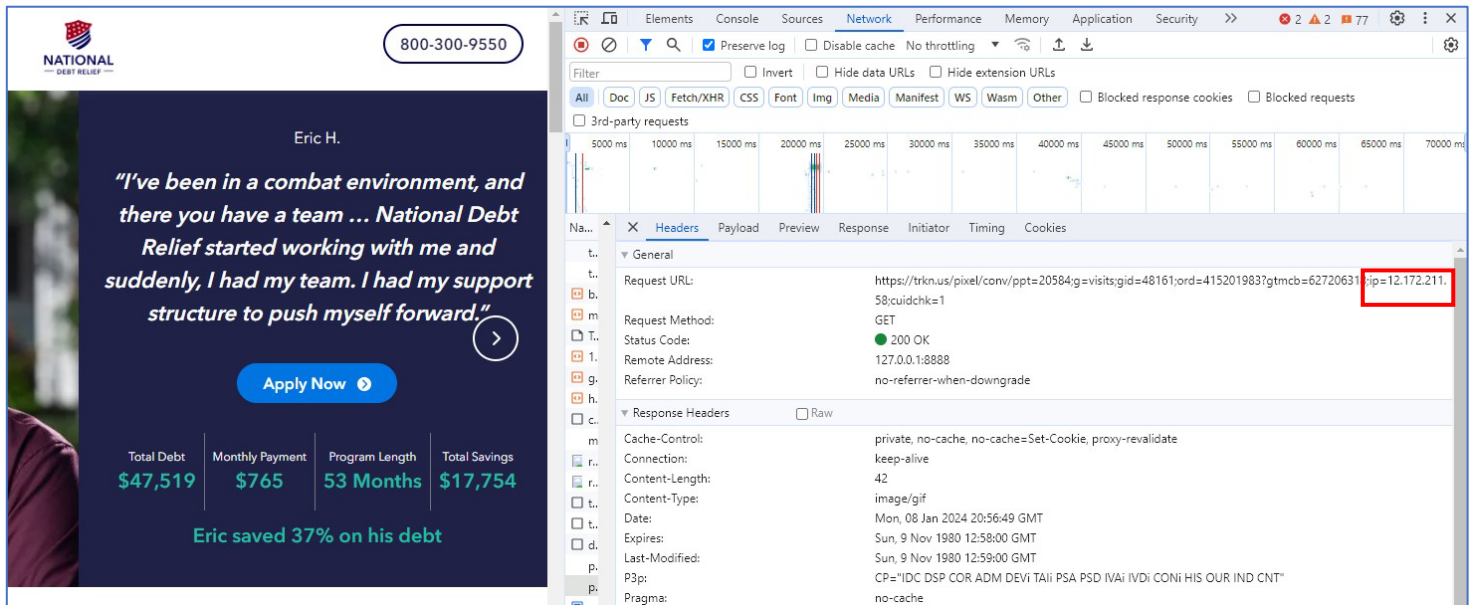 NATIONAL
DEBT RELIEF
800-300-9550
Eric H.
"I've been in a combat environment, and
there you have a team … National Debt
Relief started working with me and
suddenly, I had my team. I had my support
structure to push myself forward."
Apply Now
Total Debt Monthly Payment Program Length Total Savings
$47,519 $765 53 Months $17,754
Eric saved 37% on his debt
Elements Console Sources Network Performance Memory Application Security 2 2 77
Preserve log Disable cache No throttling
Filter Invert Hide data URLs Hide extension URLs
All Doc JS Fetch/XHR CSS Font Img Media Manifest WS Wasm Other Blocked response cookies Blocked requests
3rd-party requests
5000 ms 10000 ms 15000 ms 20000 ms 25000 ms 30000 ms 35000 ms 40000 ms 45000 ms 50000 ms 55000 ms 60000 ms 65000 ms 70000 ms
Na... Headers Payload Preview Response Initiator Timing Cookies
t.. General
t.. Request URL: https://trkn.us/pixel/conv/ppt=20584;g=visits;gid=48161;ord=415201983?gtmcb=62720631 ;ip=12.172.211.
b. 58;cuidchk=1
m Request Method: GET
T.. Status Code: 200 OK
1. Remote Address: 127.0.0.1:8888
g. Referrer Policy: no-referrer-when-downgrade
h.
c.. Response Headers Raw
m Cache-Control: private, no-cache, no-cache=Set-Cookie, proxy-revalidate
r.. Connection: keep-alive
r.. Content-Length: 42
t.. Content-Type: image/gif
t.. Date: Mon, 08 Jan 2024 20:56:49 GMT
d. Expires: Sun, 9 Nov 1980 12:58:00 GMT
p. Last-Modified: Sun, 9 Nov 1980 12:59:00 GMT
p. P3p: CP="IDC DSP COR ADM DEVi TAIi PSA PSD IVAi IVDi CONi HIS OUR IND CNT"
Pragma: no-cache